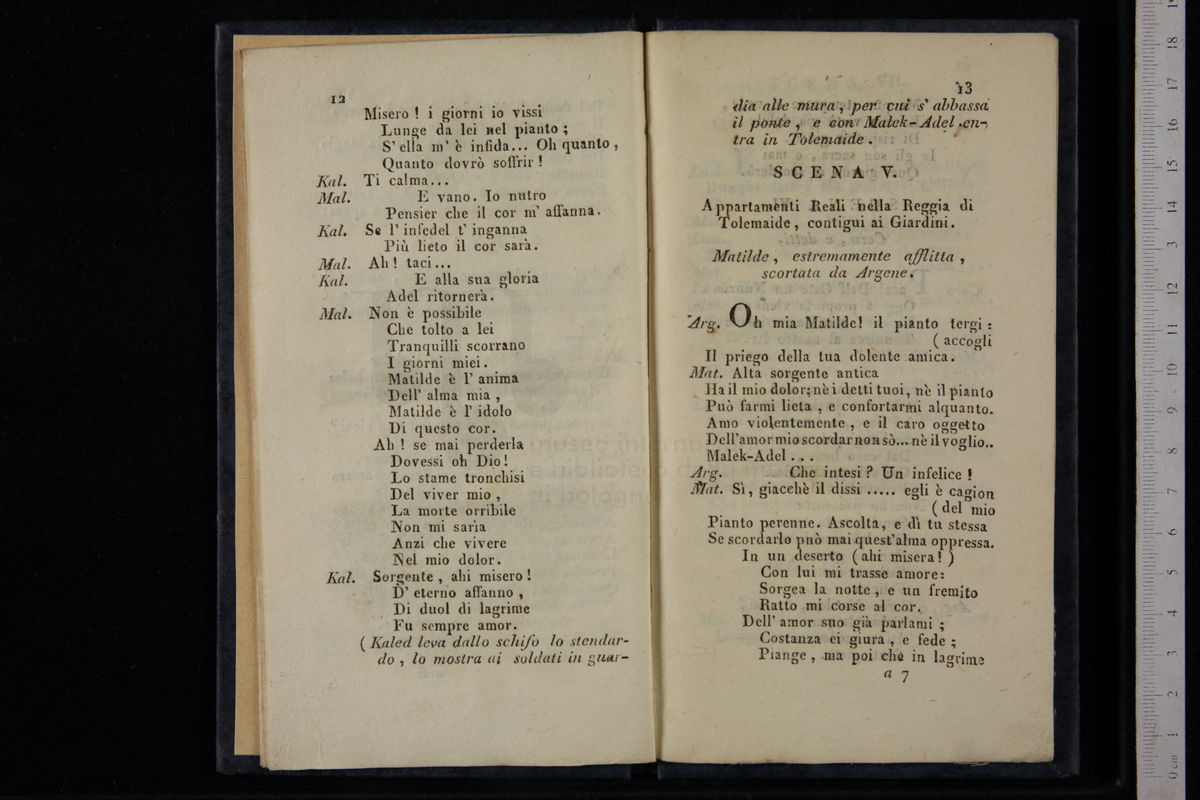 12
Misero ! i giorni io vissi
Lunge da lei nel pianto ;
S' ella m' è infida... Oh quanto ,
Quanto dovrò soffrir !
Kal. Ti calma...
Mal. E vano. Io nutro
Pensier che il cor m' affanna.
Kal. Se l' infedel t' inganna
Più lieto il cor sarà.
Mal. Ah ! taci...
Kal. E alla sua gloria
Adel ritornerà.
Mal. Non è possibile
Che tolto a lei
Tranquilli scorrano
I giorni miei.
Matilde è l' anima
Dell' alma mia ,
Matilde è l' idolo
Di questo cor.
Ah ! se mai perderla
Dovessi oh Dio !
Lo stame tronchisi
Del viver mio ,
La morte orribile
Non mi saria
Anzi che vivere
Nel mio dolor.
Kal. Sorgente , ahi misero !
D' eterno affanno ,
Di duol di lagrime
Fu sempre amor.
( Kaled leva dallo schifo lo stendar-
do , lo mostra ai soldati in guar-
13
dia alle mura , per cui s' abbassa
il ponte , e con Malek-Adel en-
tra in Tolemaide .
SCENA V.
Appartamenti Reali nella Reggia di
Tolemaide , contigui ai Giardini .
Matilde , estremamente afflitta ,
scortata da Argene .
Arg. Oh mia Matilde! il pianto tergi :
( accogli
Il priego della tua dolente amica .
Mat. Alta sorgente antica
Ha il mio dolor; nè i detti tuoi , nè il pianto
Può farmi lieta , e confortarmi alquanto.
Amo violentemente , e il caro oggetto
Dell'amor mio scordar non sò... nè il voglio..
Malek-Adel . . .
Arg. Che intesi ? Un infelice !
Mat. Sì , giacchè il dissi ..... egli è cagion
( del mio
Pianto perenne. Ascolta, e dì tu stessa
Se scordarlo può mai quest'alma oppressa.
In un deserto ( ahi misera! )
Con lui mi trasse amore:
Sorgea la notte , e un fremito
Ratto mi corse al cor.
Dell' amor suo già parlami ;
Costanza ei giura , e fede ;
Piange , ma poi che in lagrime
a 7
museo interna
e biblioteca d
di bologna